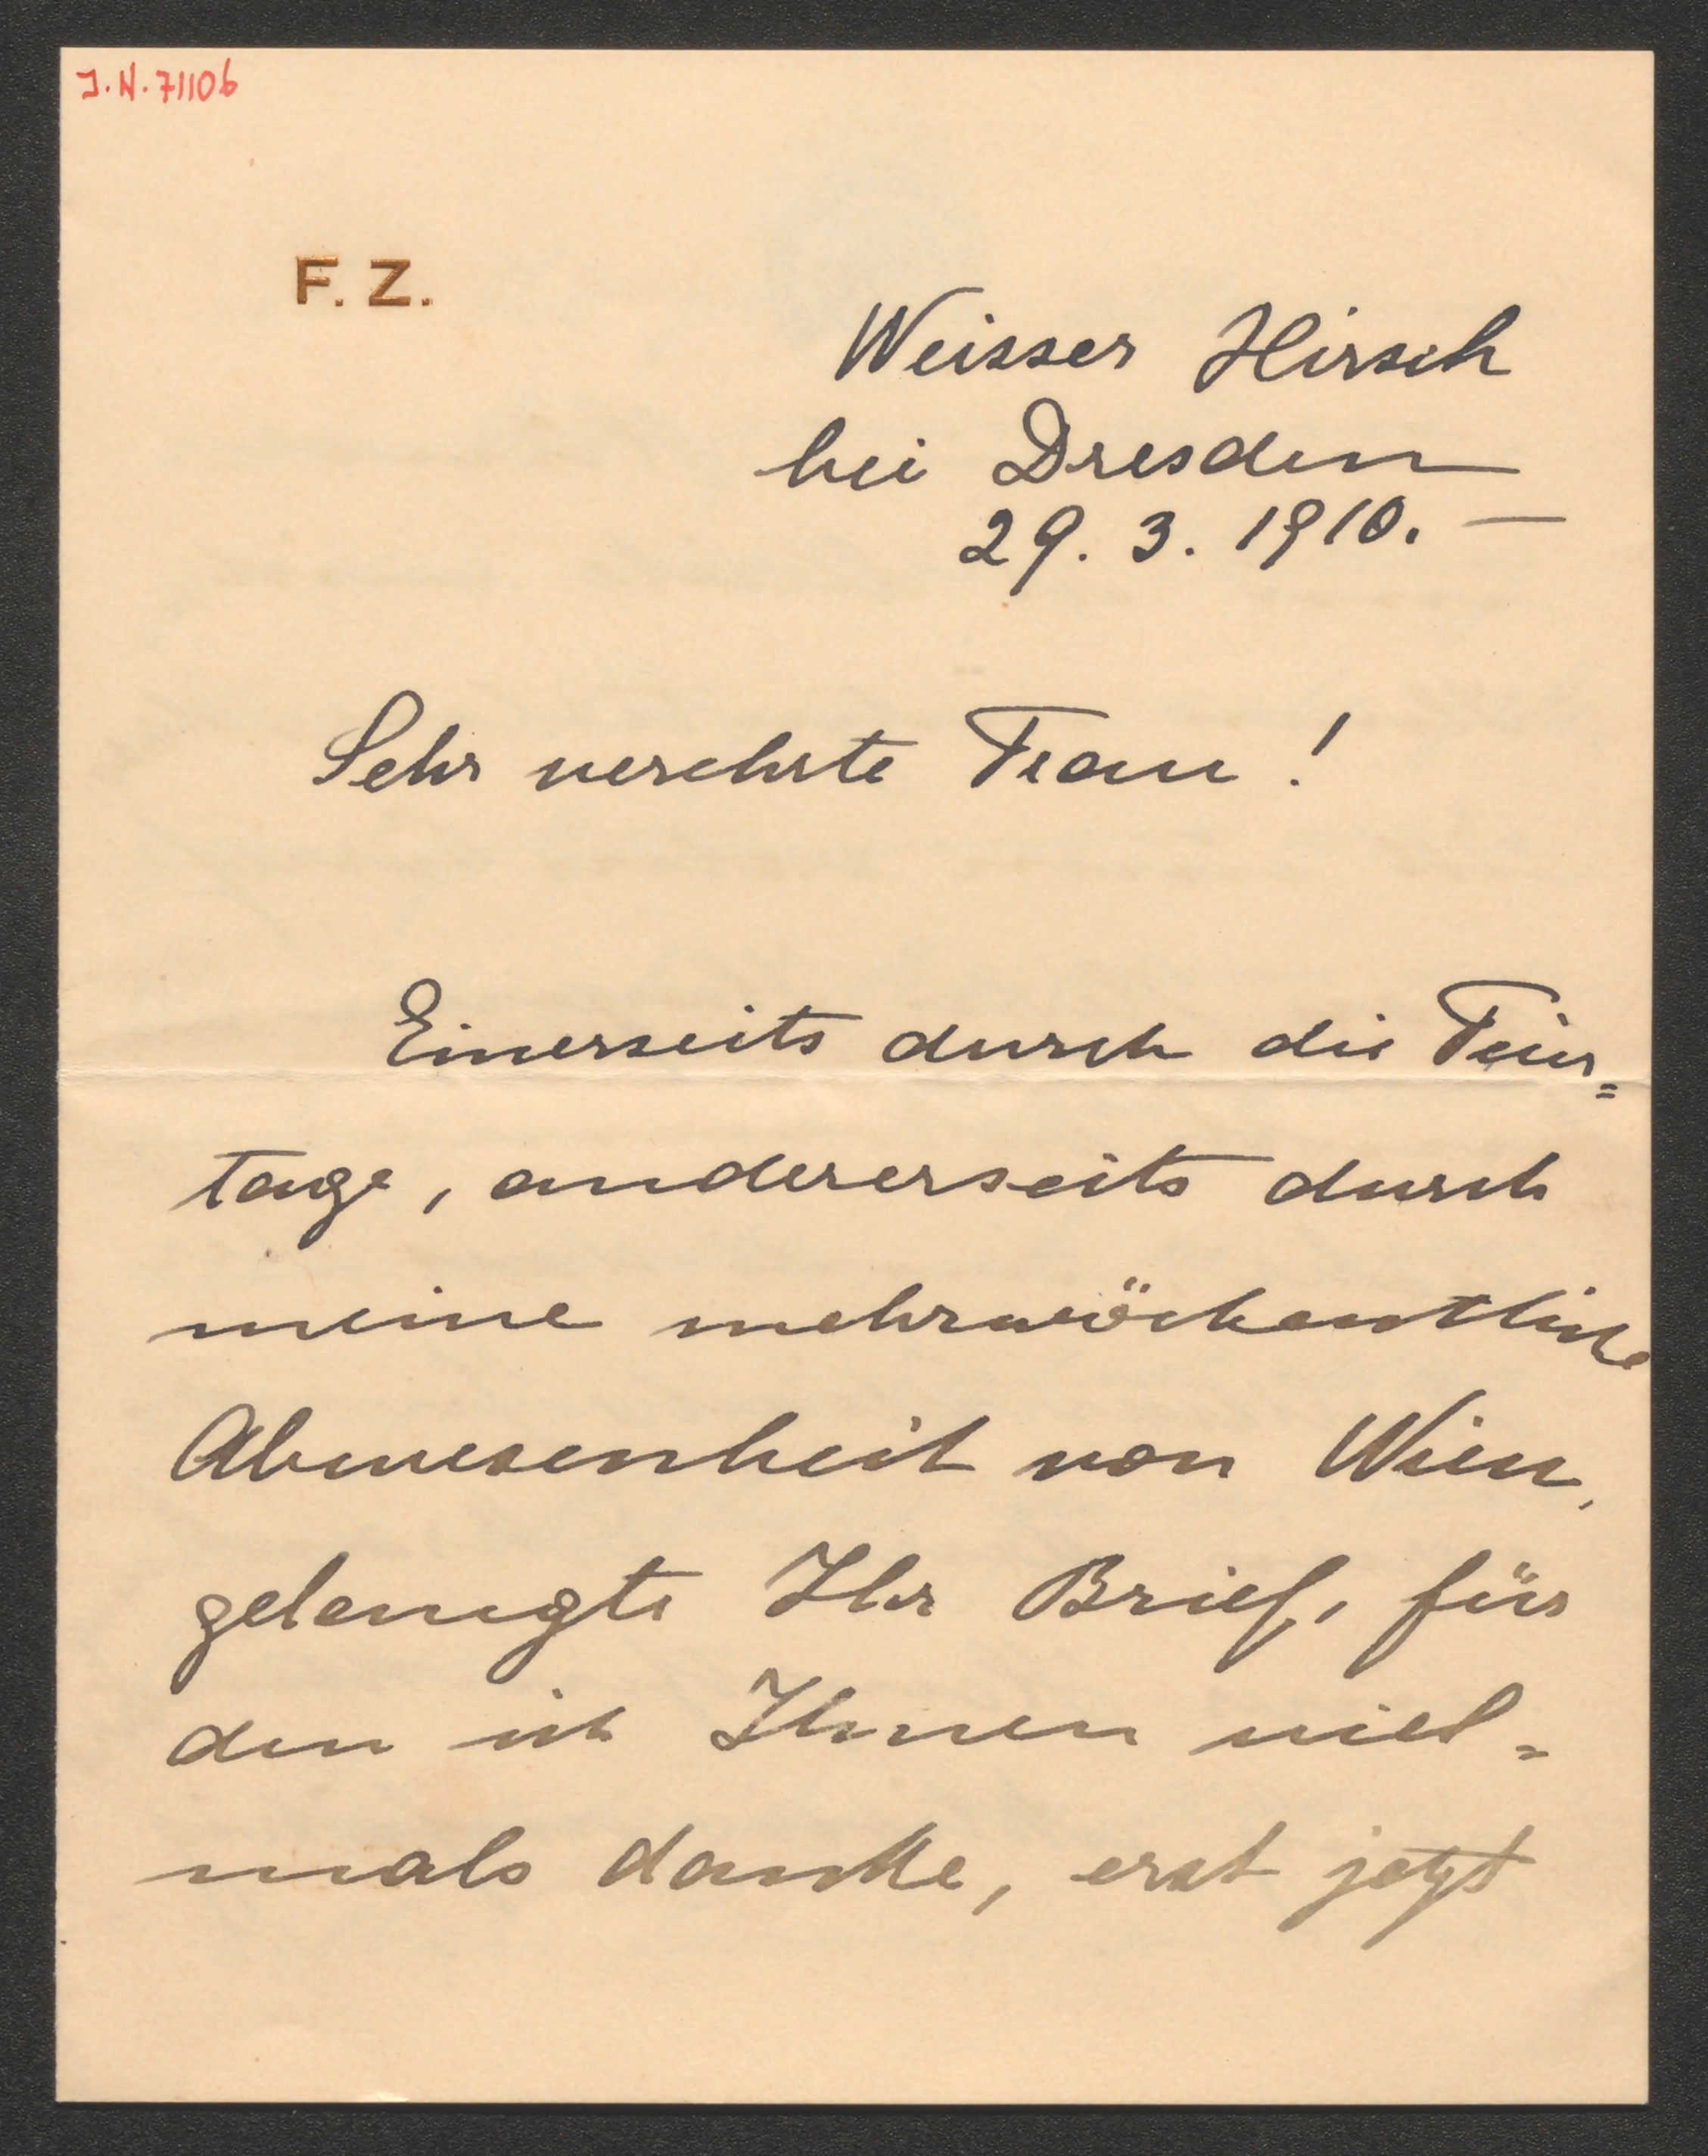 J.N. 71106
F. Z.
Weisser Hirsch
bei Dresden
29. 3. 1910. —
Sehr verehrte Frau !
Einerseits durch die Feier=
tage, andererseits durch
meine mehrwöchentliche
Abwesenheit von Wien,
gelangte Ihr Brief, für
den ich Ihnen viel=
mals danke, erst jetzt